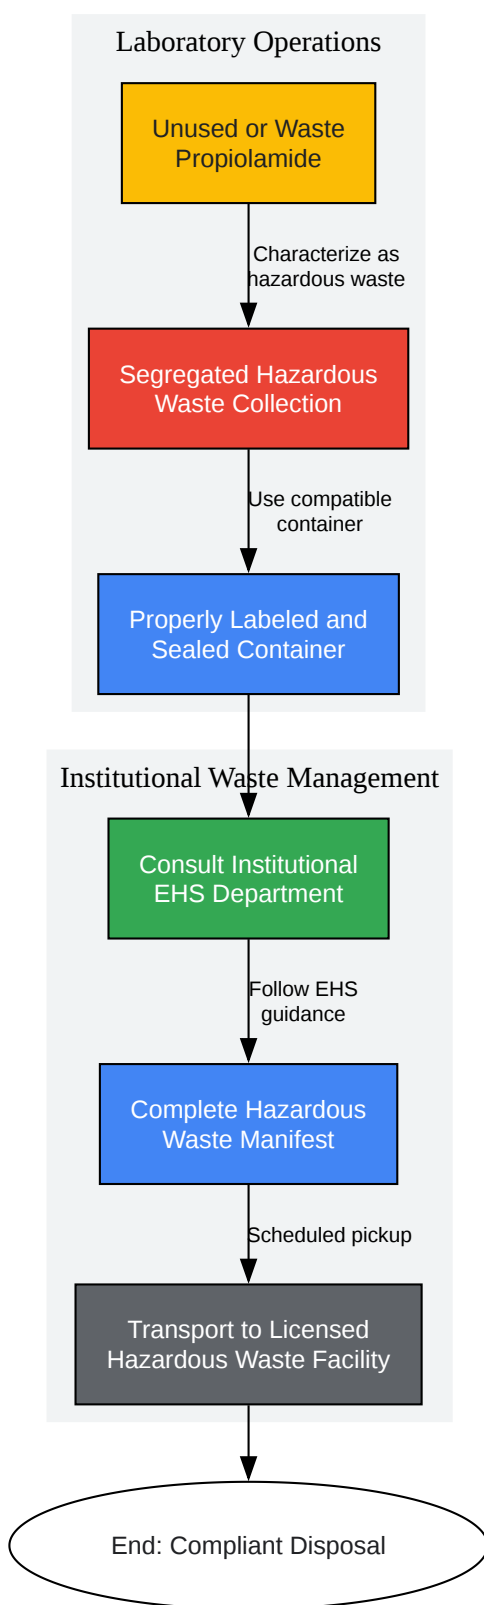 Laboratory Operations
Unused or Waste
Propiolamide
Characterize as
hazardous waste
Segregated Hazardous
Waste Collection
Use compatible
container
Properly Labeled and
Sealed Container
Institutional Waste Management
Consult Institutional
EHS Department
Follow EHS
guidance
Complete Hazardous
Waste Manifest
Scheduled pickup
Transport to Licensed
Hazardous Waste Facility
End: Compliant Disposal